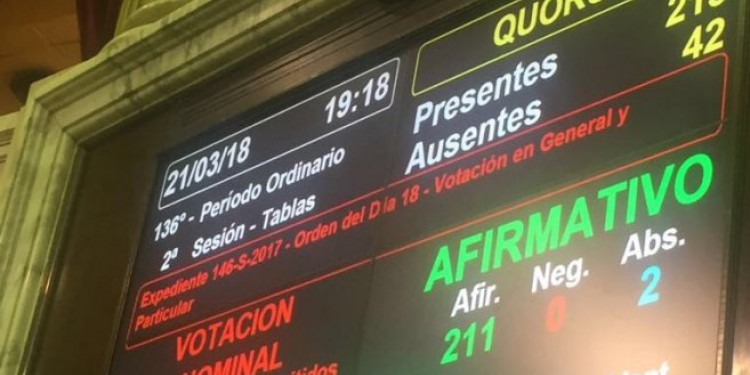 21/03/18 19:18
136º - Período Ordinario
2ª Sesión - Tablas
Presentes
Ausentes 42
Expediente 146-S-2017 - Orden del Día 18 - Votación en General y
Particular
VOTACION
NOMINAL
AFIRMATIVO
Afir. Neg. Abs.
211 0 2